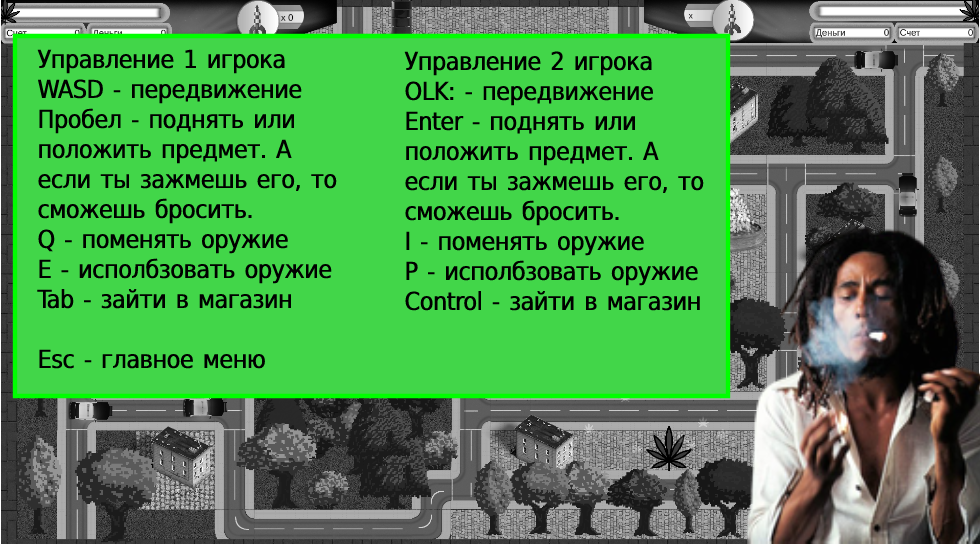 x 0
x
Счет 0
Деньги 0
Деньги 0
Счет 0
Управление 1 игрока
WASD - передвижение
Пробел - поднять или
положить предмет. А
если ты зажмешь его, то
сможешь бросить.
Q - поменять оружие
E - исполбзовать оружие
Tab - зайти в магазин
Esc - главное меню
Управление 2 игрока
OLK: - передвижение
Enter - поднять или
положить предмет. А
если ты зажмешь его, то
сможешь бросить.
I - поменять оружие
P - исполбзовать оружие
Control - зайти в магазин